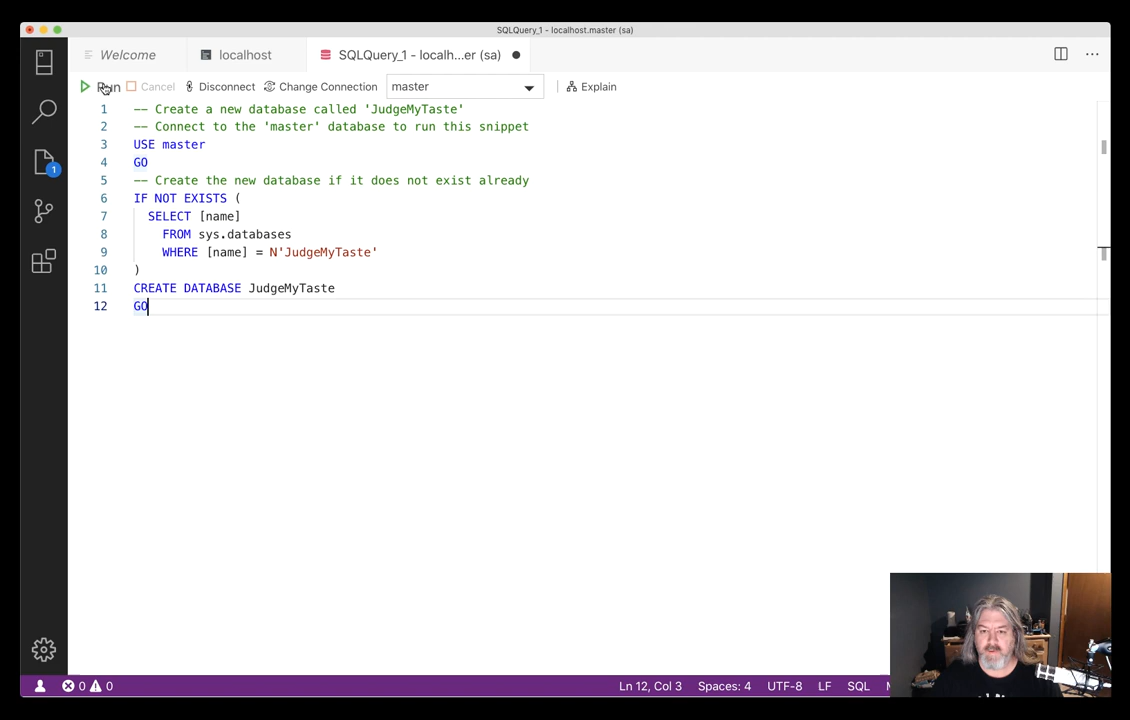 SQLQuery_1 - localhost.master (sa)
Welcome localhost SQLQuery_1 - localh...er (sa)
Run Cancel Disconnect Change Connection master Explain
1 -- Create a new database called 'JudgeMyTaste'
2 -- Connect to the 'master' database to run this snippet
3 USE master
4 GO
5 -- Create the new database if it does not exist already
6 IF NOT EXISTS (
7 SELECT [name]
8 FROM sys.databases
9 WHERE [name] = N'JudgeMyTaste'
10 )
11 CREATE DATABASE JudgeMyTaste
12 GO
1
0 0 Ln 12, Col 3 Spaces: 4 UTF-8 LF SQL